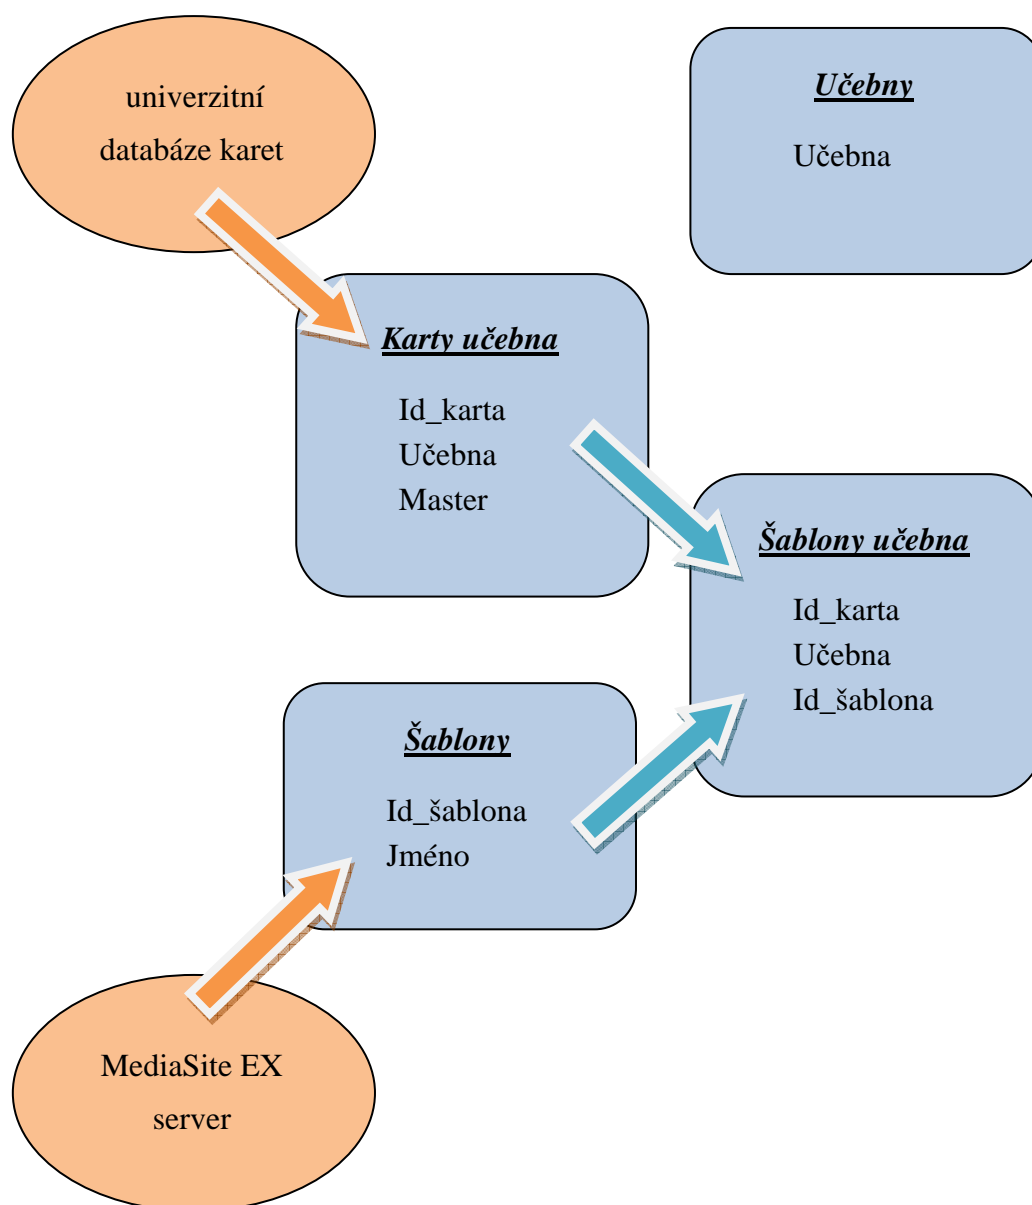 univerzitní
databáze karet
Učebny
Učebna
Karty učebna
Id_karta
Učebna
Master
Šablony učebna
Id_karta
Učebna
Id_šablona
Šablony
Id_šablona
Jméno
MediaSite EX
server